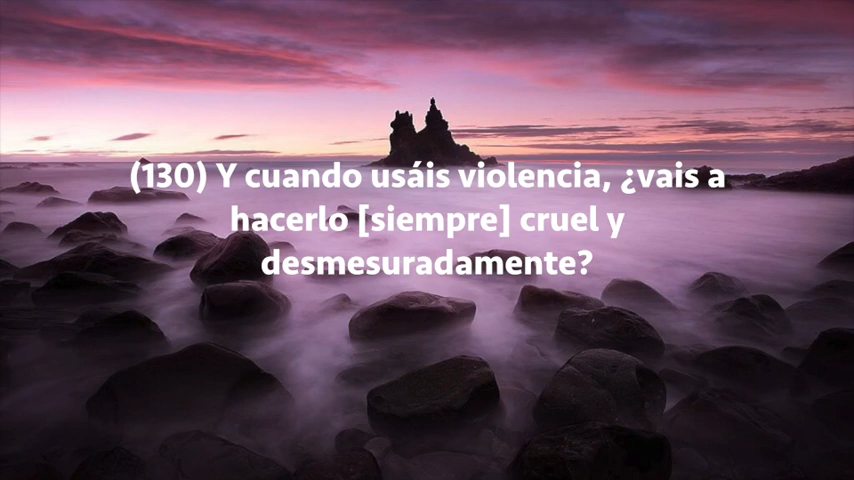 (130) Y cuando usáis violencia, ¿vais a
hacerlo [siempre] cruel y
desmesuradamente?